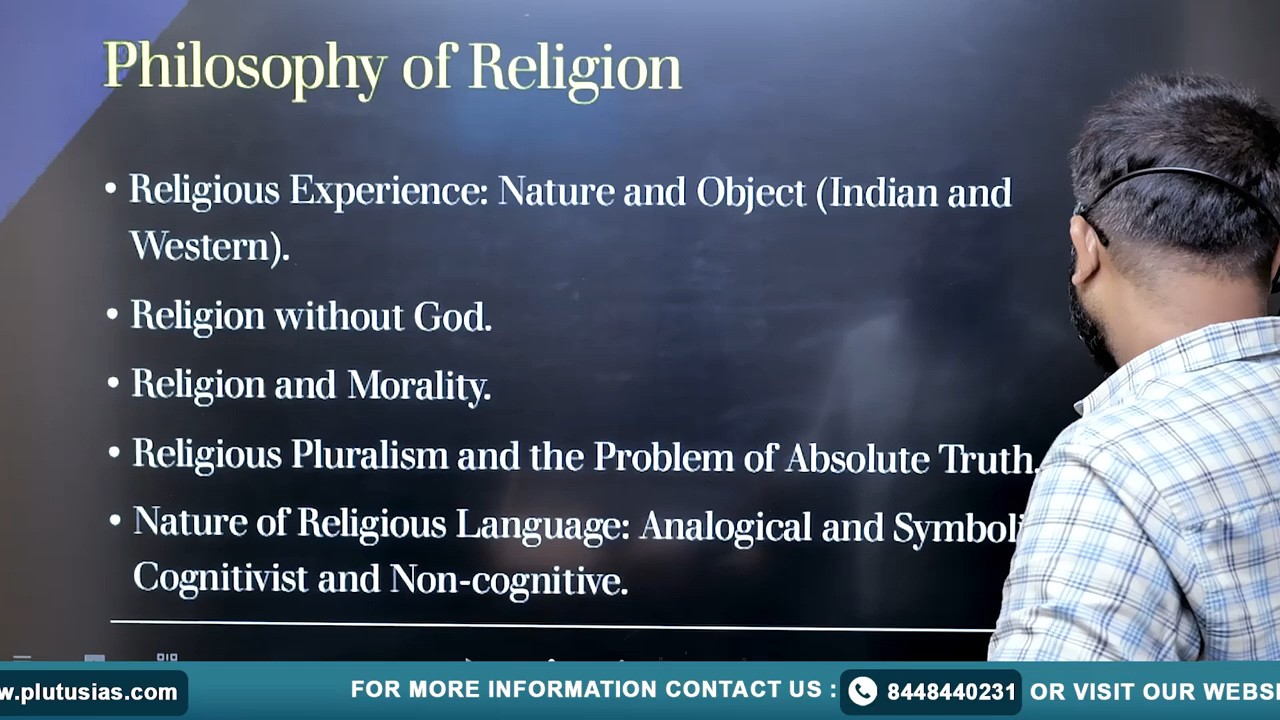 Philosophy of Religion
• Religious Experience: Nature and Object (Indian and
Western).
• Religion without God.
• Religion and Morality.
• Religious Pluralism and the Problem of Absolute Truth.
• Nature of Religious Language: Analogical and Symboli
Cognitivist and Non-cognitive.
w.plutusias.com FOR MORE INFORMATION CONTACT US : 8448440231 OR VISIT OUR WEBSI